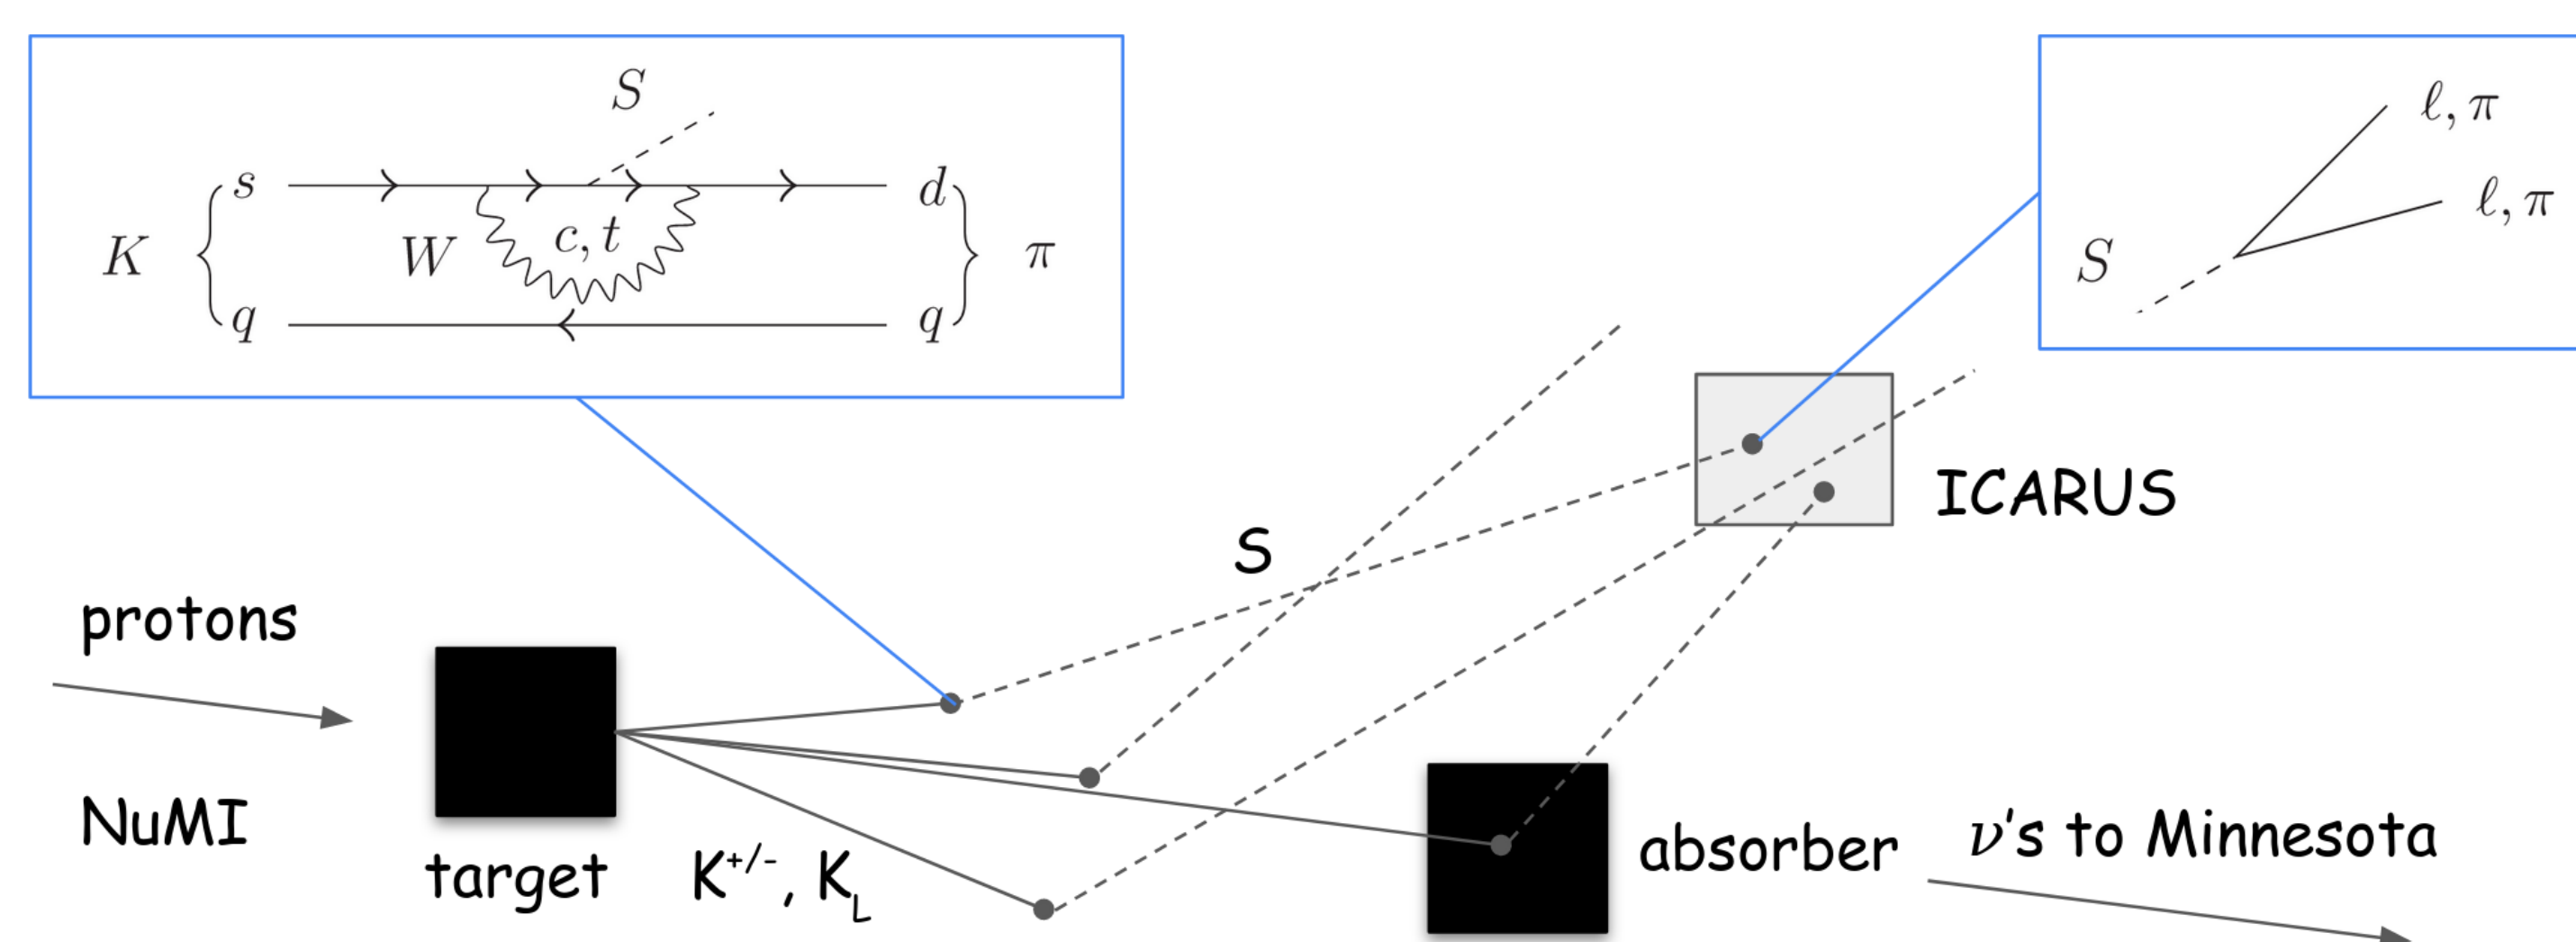 S
s
d
K
W
c, t
π
q
q
ℓ, π
ℓ, π
S
S
ICARUS
protons
NuMI
target
K+/-, KL
absorber
ν's to Minnesota